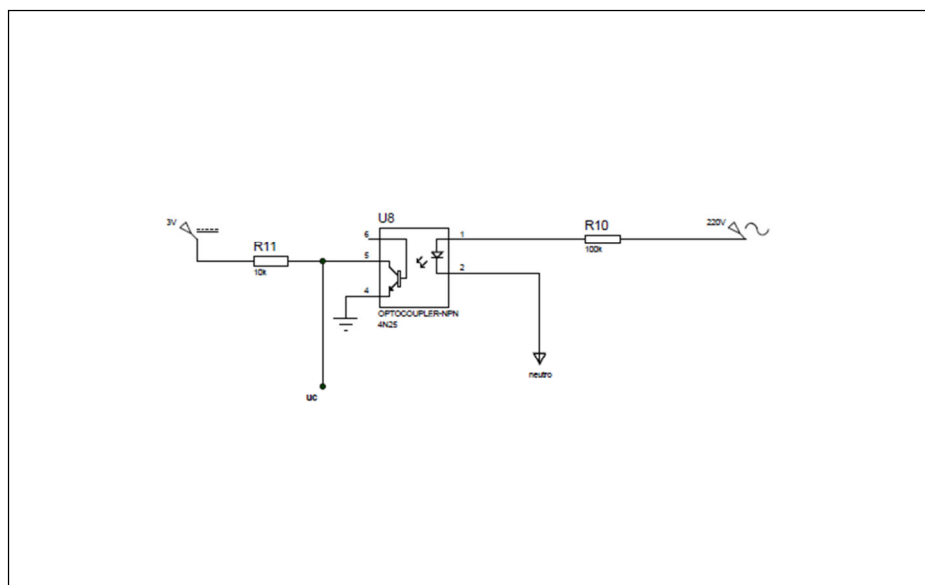 U8
3V
6
1
R10
220V
R11
5
100k
10k
2
4
OPTOCOUPLER-NPN
4N25
neutro
uc